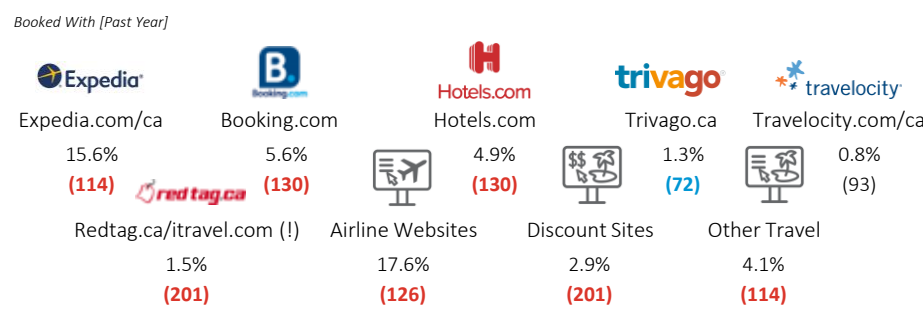 Booked With [Past Year]
Expedia
B.
Booking.com
H
Hotels.com
trivago
travelocity
Expedia.com/ca
Booking.com
Hotels.com
Trivago.ca
Travelocity.com/ca
15.6%
5.6%
4.9%
1.3%
0.8%
(114)
(130)
(130)
(72)
(93)
redtag.ca
$$
Redtag.ca/itravel.com (!)
Airline Websites
Discount Sites
Other Travel
1.5%
17.6%
2.9%
4.1%
(201)
(126)
(201)
(114)